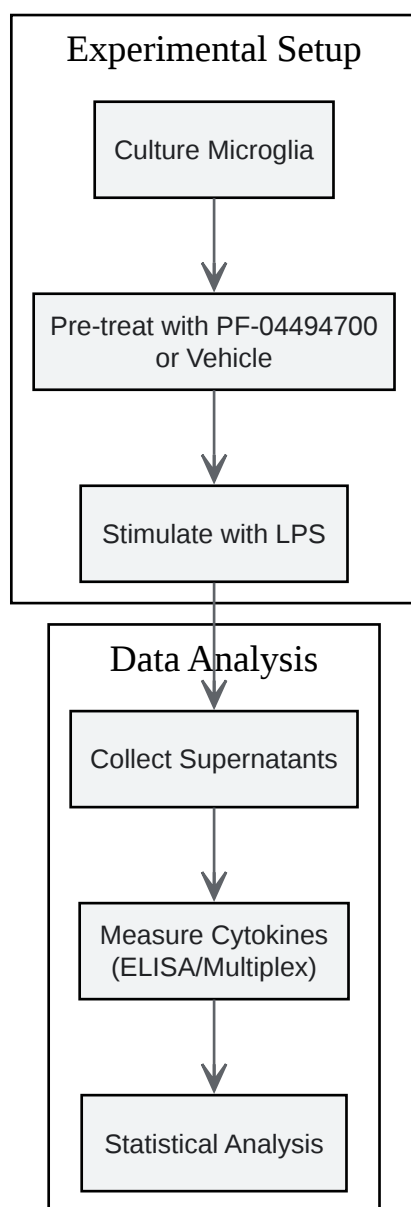 Experimental Setup
Culture Microglia
Pre-treat with PF-04494700
or Vehicle
Stimulate with LPS
Data Analysis
Collect Supernatants
Measure Cytokines
(ELISA/Multiplex)
Statistical Analysis